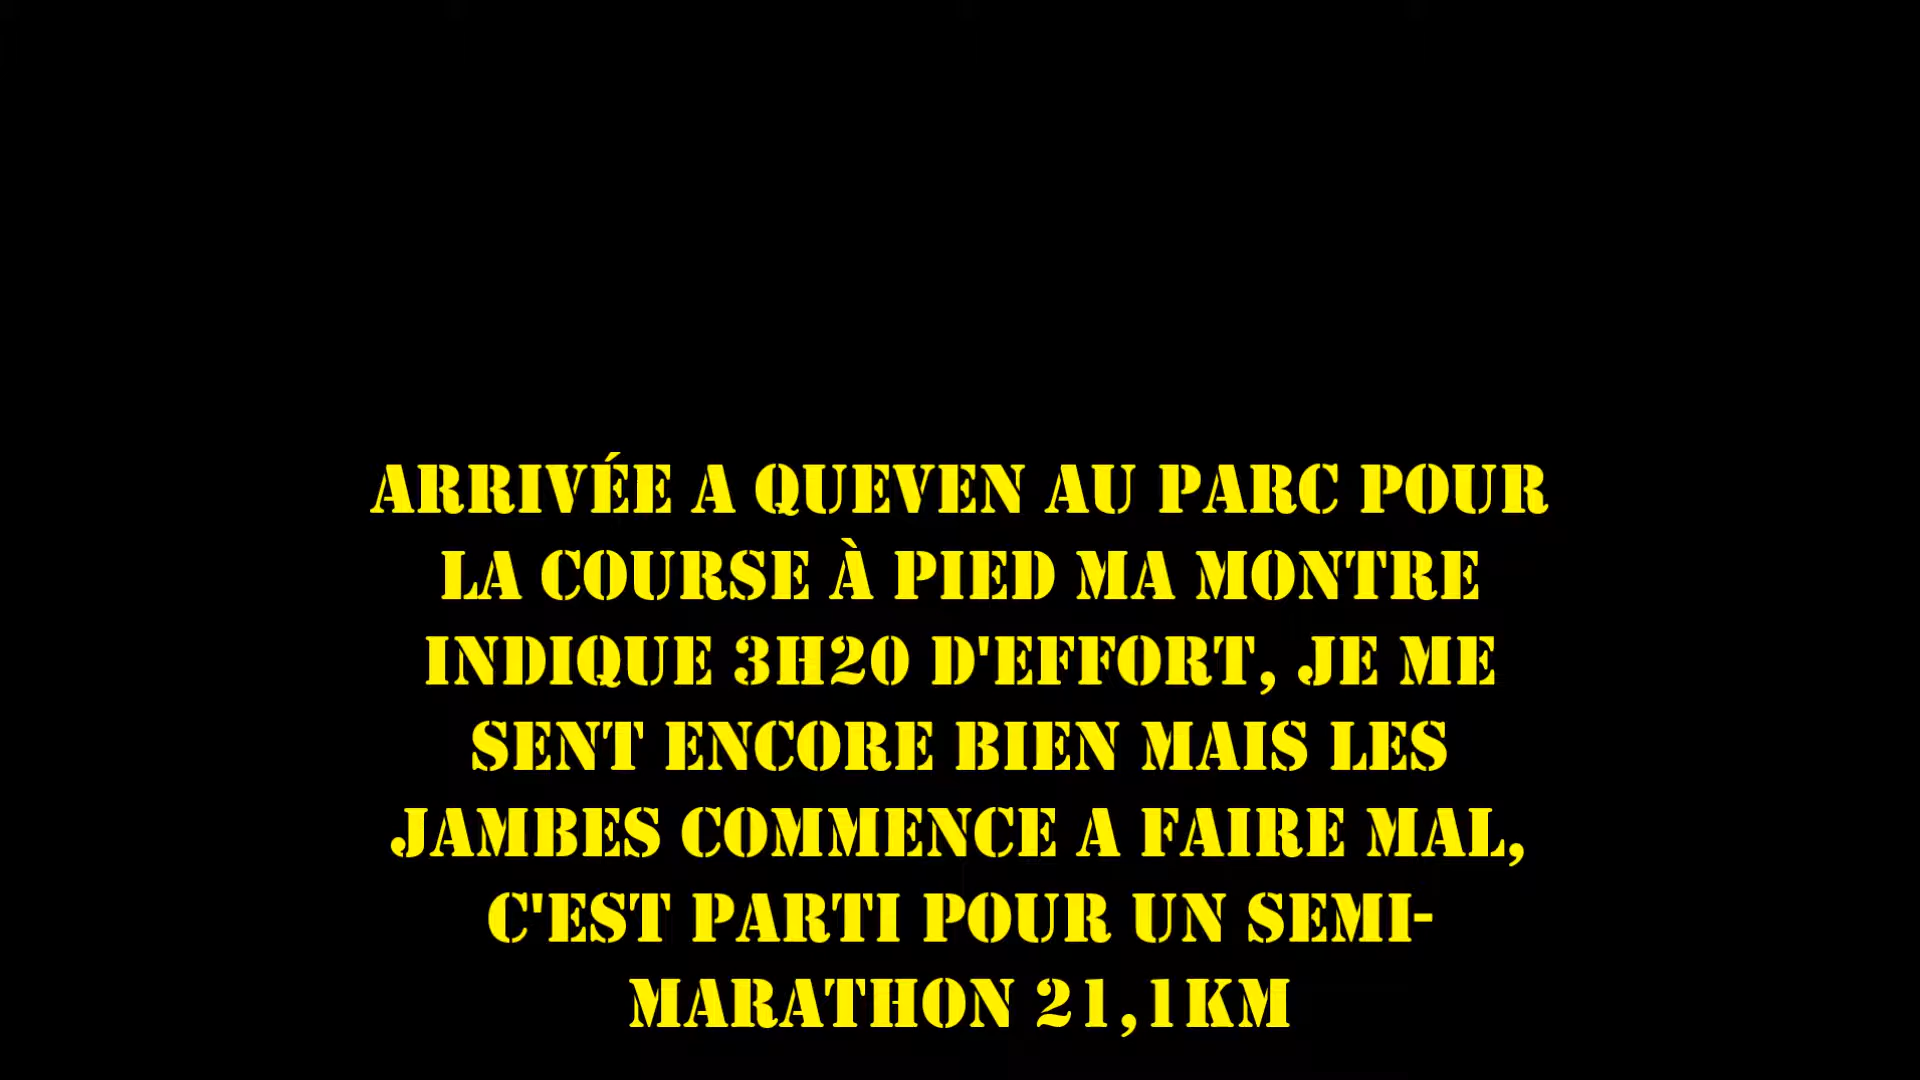 ARRIVÉE A QUEVEN AU PARC POUR
LA COURSE À PIED MA MONTRE
INDIQUE 3H20 D'EFFORT, JE ME
SENT ENCORE BIEN MAIS LES
JAMBES COMMENCE A FAIRE MAL,
C'EST PARTI POUR UN SEMI-
MARATHON 21,1KM